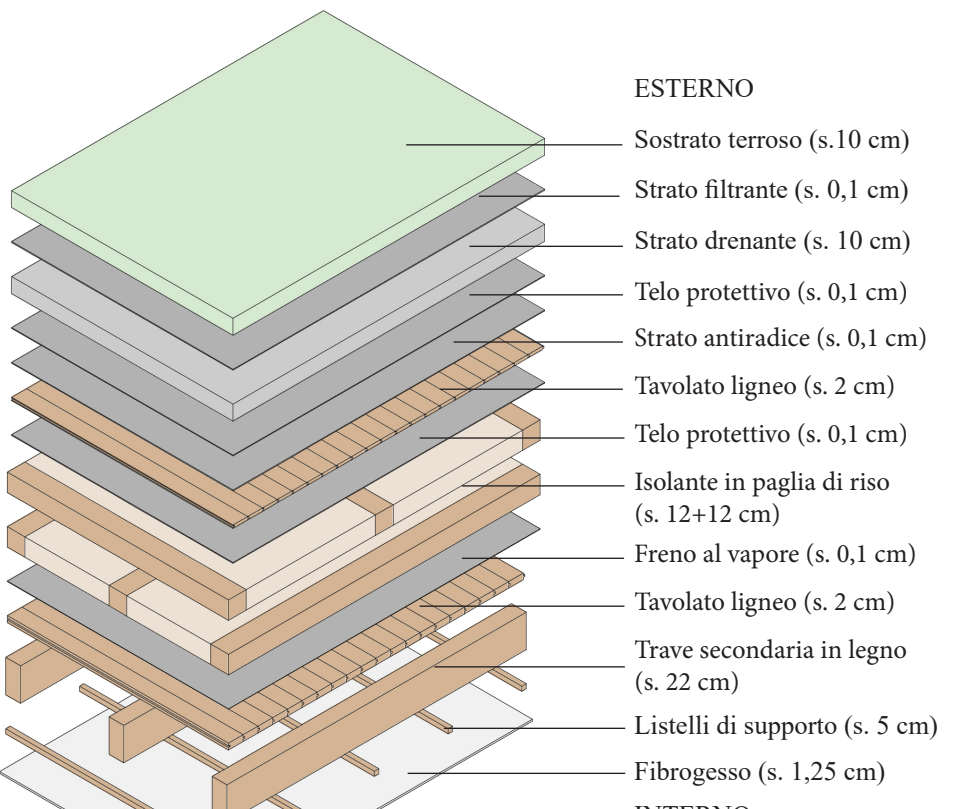 ESTERNO
Sostrato terroso (s.10 cm)
Strato filtrante (s. 0,1 cm)
Strato drenante (s. 10 cm)
Telo protettivo (s. 0,1 cm)
Strato antiradice (s. 0,1 cm)
Tavolato ligneo (s. 2 cm)
Telo protettivo (s. 0,1 cm)
Isolante in paglia di riso
(s. 12+12 cm)
Freno al vapore (s. 0,1 cm)
Tavolato ligneo (s. 2 cm)
Trave secondaria in legno
(s. 22 cm)
Listelli di supporto (s. 5 cm)
Fibrogesso (s. 1,25 cm)
INTERNO